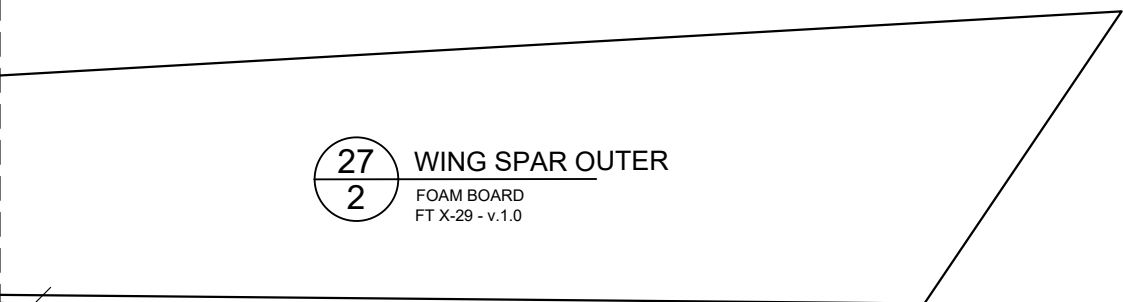 27
2
WING SPAR OUTER
FOAM BOARD
FT X-29 - v.1.0